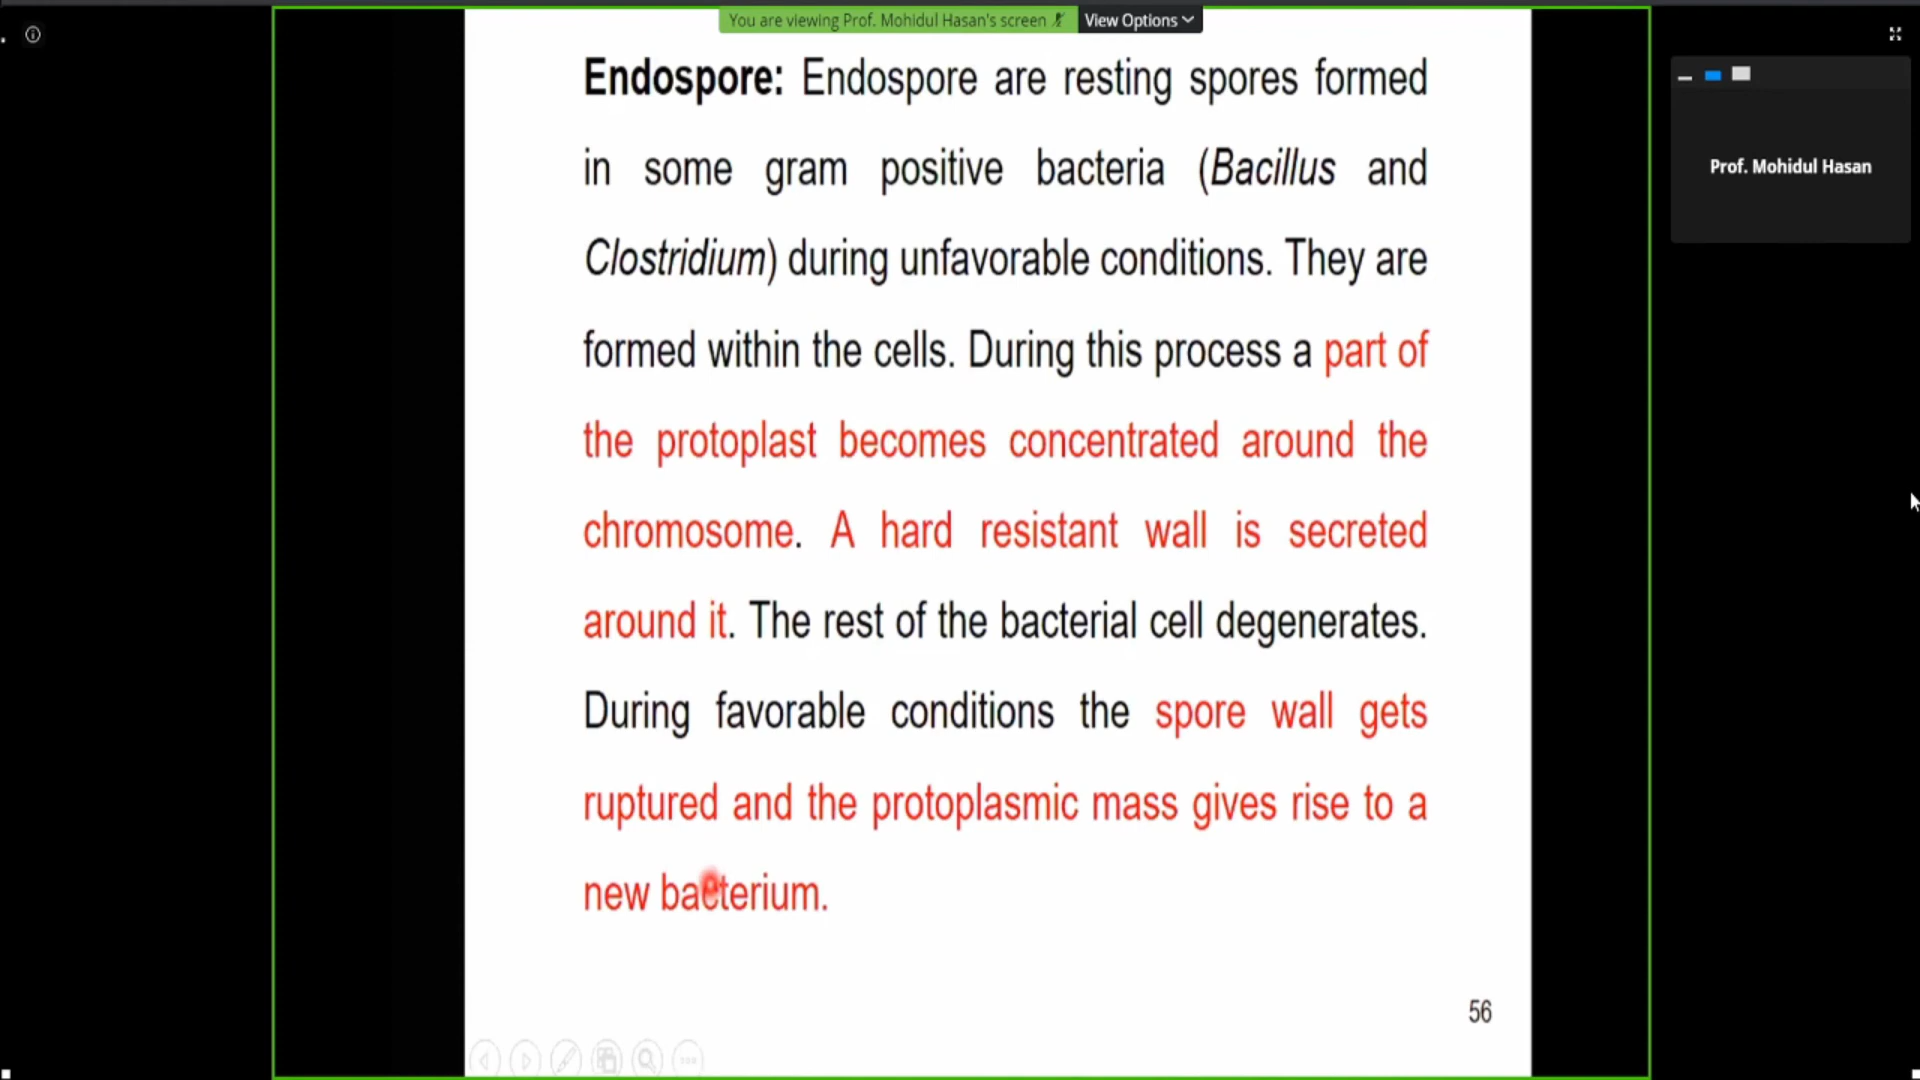 You are viewing Prof. Mohidul Hasan's screen
View Options
Prof. Mohidul Hasan
Endospore: Endospore are resting spores formed
in some gram positive bacteria (Bacillus and
Clostridium) during unfavorable conditions. They are
formed within the cells. During this process a part of
the protoplast becomes concentrated around the
chromosome. A hard resistant wall is secreted
around it. The rest of the bacterial cell degenerates.
During favorable conditions the spore wall gets
ruptured and the protoplasmic mass gives rise to a
new bacterium.
56